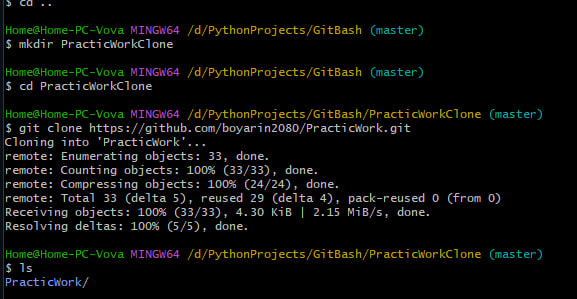 $ cd ..
Home@Home-PC-Vova MINGW64 /d/PythonProjects/GitBash (master)
$ mkdir PracticWorkClone
Home@Home-PC-Vova MINGW64 /d/PythonProjects/GitBash (master)
$ cd PracticWorkClone
Home@Home-PC-Vova MINGW64 /d/PythonProjects/GitBash/PracticWorkClone (master)
$ git clone https://github.com/boyarin2080/PracticWork.git
Cloning into 'PracticWork'...
remote: Enumerating objects: 33, done.
remote: Counting objects: 100% (33/33), done.
remote: Compressing objects: 100% (24/24), done.
remote: Total 33 (delta 5), reused 29 (delta 4), pack-reused 0 (from 0)
Receiving objects: 100% (33/33), 4.30 KiB | 2.15 MiB/s, done.
Resolving deltas: 100% (5/5), done.
Home@Home-PC-Vova MINGW64 /d/PythonProjects/GitBash/PracticWorkClone (master)
$ ls
PracticWork/